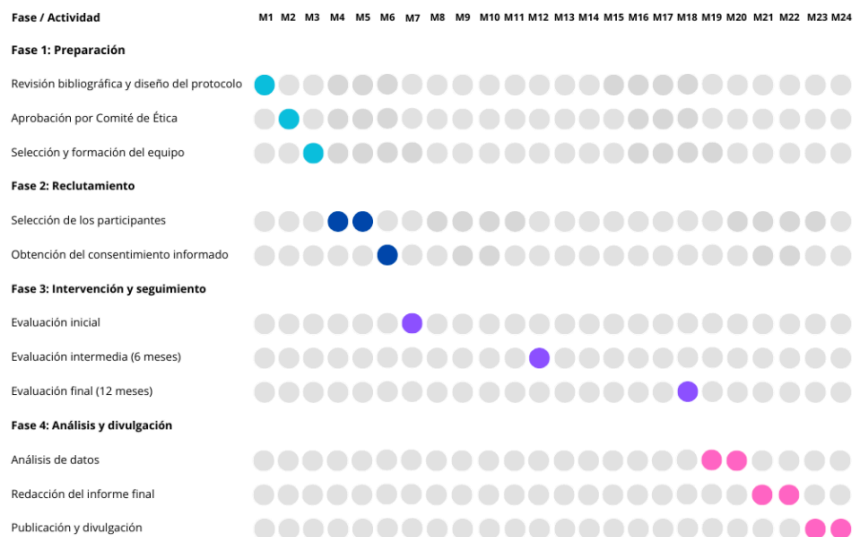 Fase / Actividad M1 M2 M3 M4 M5 M6 M7 M8 M9 M10 M11 M12 M13 M14 M15 M16 M17 M18 M19 M20 M21 M22 M23 M24
Fase 1: Preparación
Revisión bibliográfica y diseño del protocolo
Aprobación por Comité de Ética
Selección y formación del equipo
Fase 2: Reclutamiento
Selección de los participantes
Obtención del consentimiento informado
Fase 3: Intervención y seguimiento
Evaluación inicial
Evaluación intermedia (6 meses)
Evaluación final (12 meses)
Fase 4: Análisis y divulgación
Análisis de datos
Redacción del informe final
Publicación y divulgación